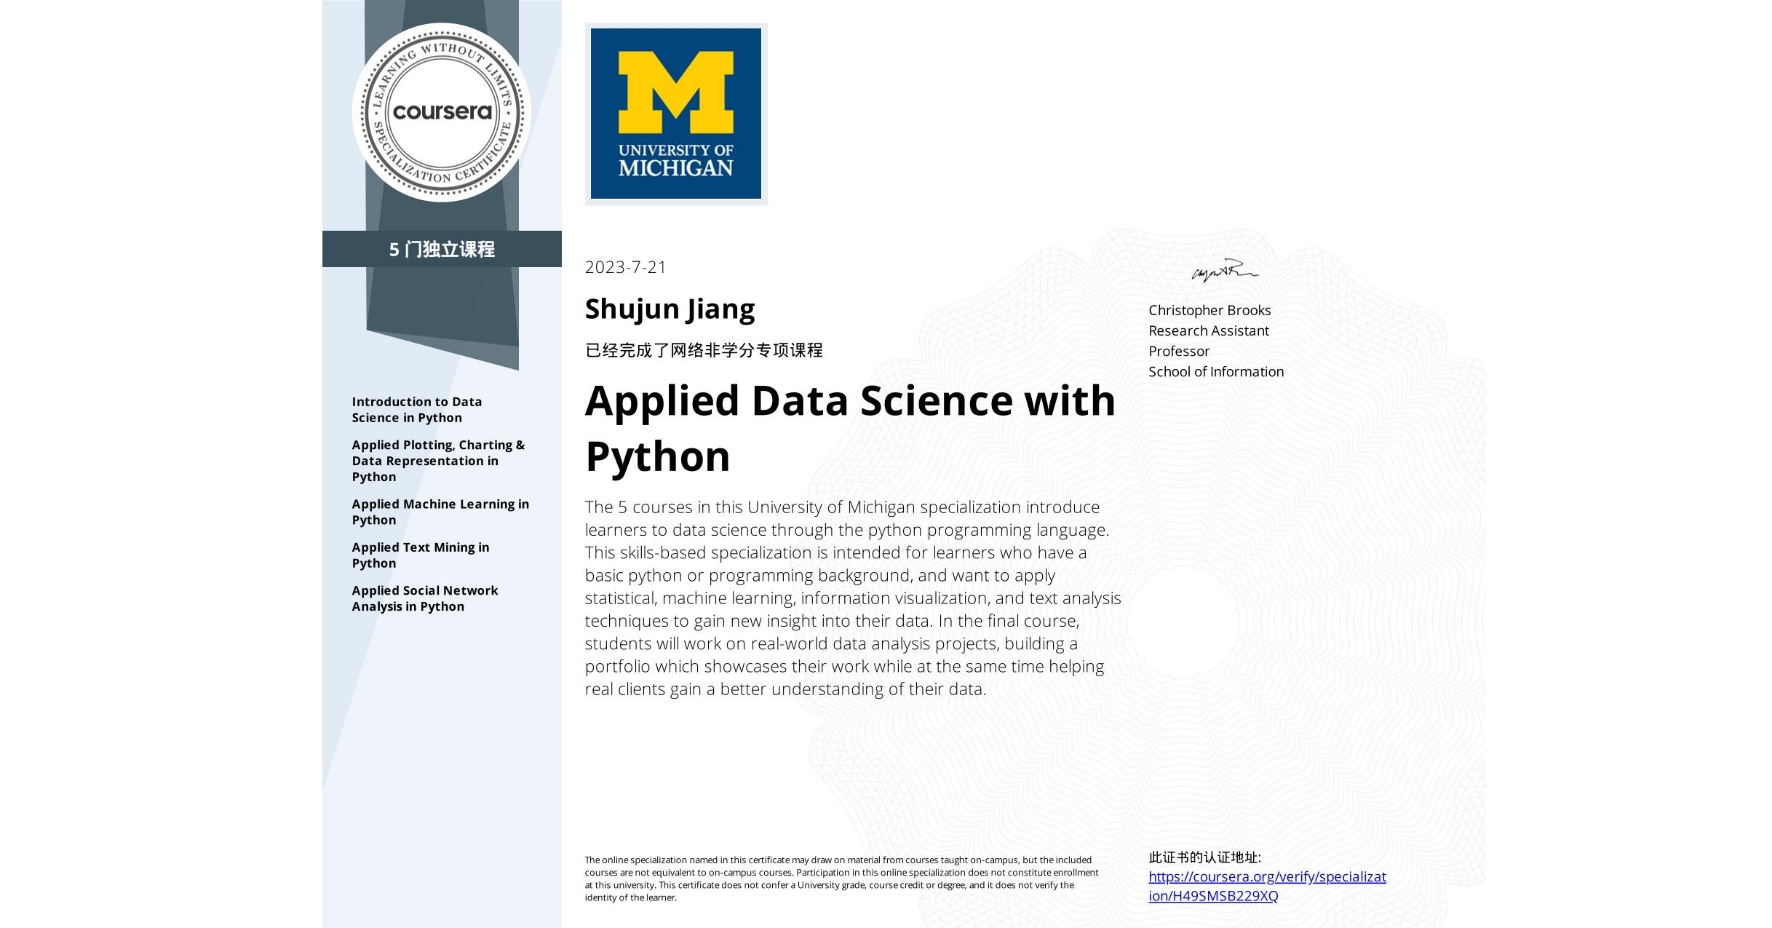 LEARNING WITHOUT LIMITS
coursera
SPECIALIZATION CERTIFICATE
5 门独立课程
Introduction to Data
Science in Python
Applied Plotting, Charting &
Data Representation in
Python
Applied Machine Learning in
Python
Applied Text Mining in
Python
Applied Social Network
Analysis in Python
M
UNIVERSITY OF
MICHIGAN
2023-7-21
Shujun Jiang
已经完成了网络非学分专项课程
Applied Data Science with
Python
The 5 courses in this University of Michigan specialization introduce
learners to data science through the python programming language.
This skills-based specialization is intended for learners who have a
basic python or programming background, and want to apply
statistical, machine learning, information visualization, and text analysis
techniques to gain new insight into their data. In the final course,
students will work on real-world data analysis projects, building a
portfolio which showcases their work while at the same time helping
real clients gain a better understanding of their data.
Christopher Brooks
Research Assistant
Professor
School of Information
The online specialization named in this certificate may draw on material from courses taught on-campus, but the included
courses are not equivalent to on-campus courses. Participation in this online specialization does not constitute enrollment
at this university. This certificate does not confer a University grade, course credit or degree, and it does not verify the
identity of the learner.
此证书的认证地址:
https://coursera.org/verify/specializat
ion/H49SMSB229XQ